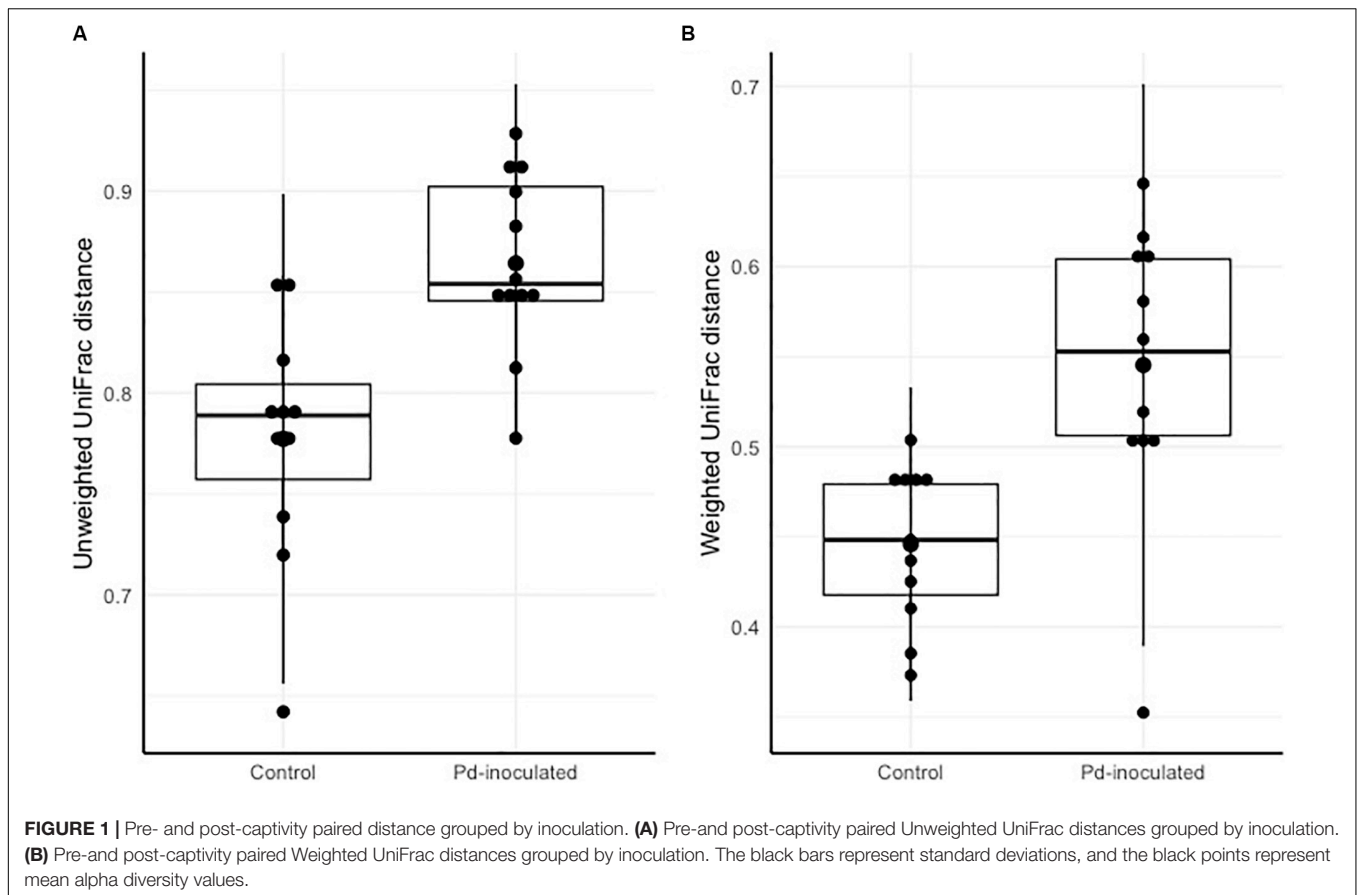 A
Unweighted UniFrac distance
0.9
0.8
0.7
Control
Pd-inoculated
B
Weighted UniFrac distance
0.7
0.6
0.5
0.4
Control
Pd-inoculated
FIGURE 1 | Pre- and post-captivity paired distance grouped by inoculation. (A) Pre-and post-captivity paired Unweighted UniFrac distances grouped by inoculation.
(B) Pre-and post-captivity paired Weighted UniFrac distances grouped by inoculation. The black bars represent standard deviations, and the black points represent
mean alpha diversity values.